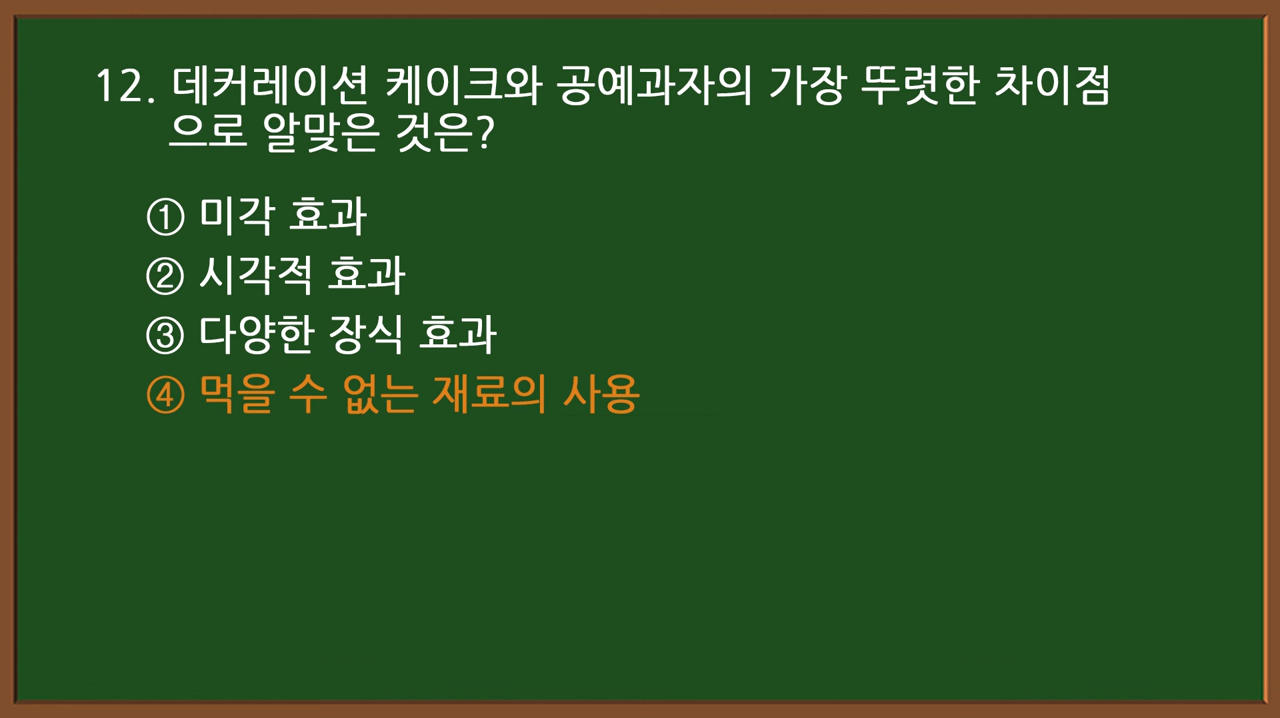 12. 데커레이션 케이크와 공예과자의 가장 뚜렷한 차이점
으로 알맞은 것은?
① 미각 효과
② 시각적 효과
③ 다양한 장식 효과
④ 먹을 수 없는 재료의 사용